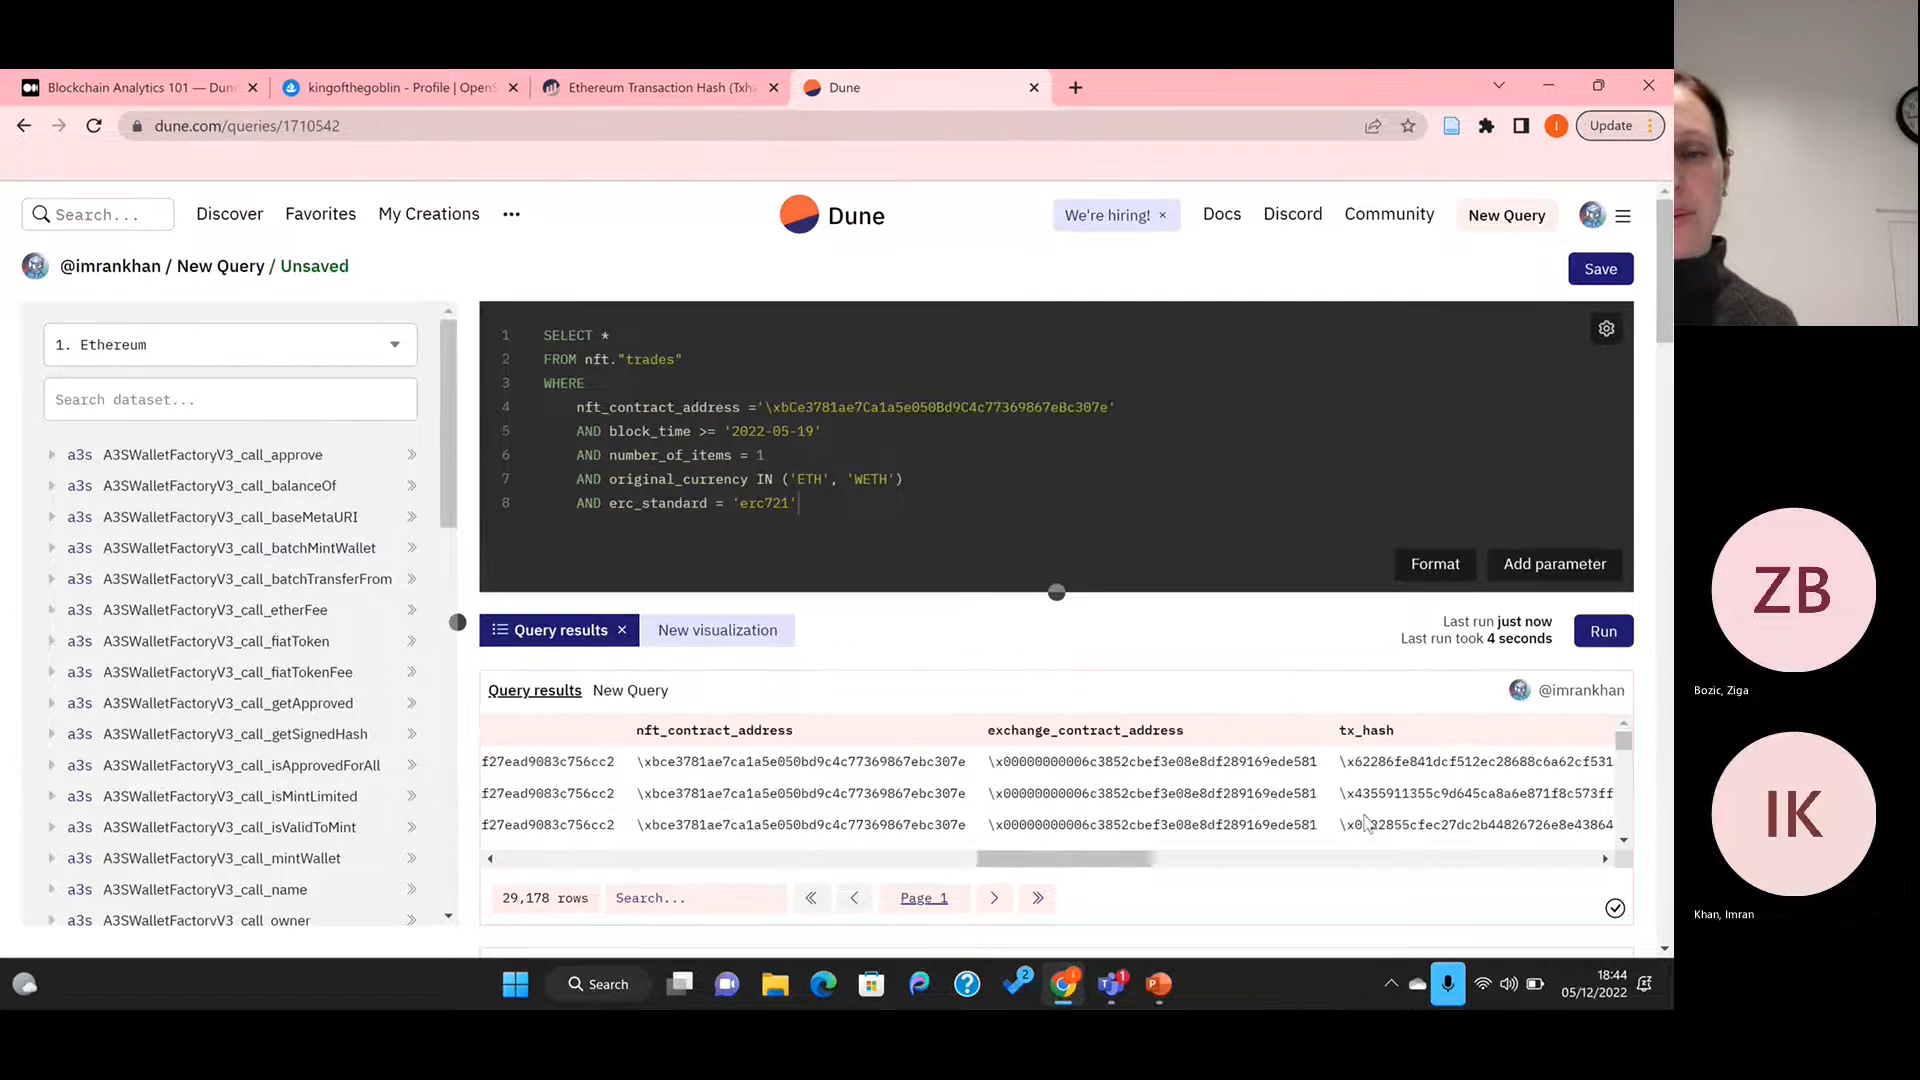 Blockchain Analytics 101 — Dune
kingofthegoblin - Profile | OpenS
Ethereum Transaction Hash (Txha
Dune
dune.com/queries/1710542
I
Update
Search...
Discover
Favorites
My Creations
•••
Dune
We're hiring! ×
Docs
Discord
Community
New Query
@imrankhan / New Query / Unsaved
Save
1. Ethereum
Search dataset...
a3s A3SWalletFactoryV3_call_approve
a3s A3SWalletFactoryV3_call_balanceOf
a3s A3SWalletFactoryV3_call_baseMetaURI
a3s A3SWalletFactoryV3_call_batchMintWallet
a3s A3SWalletFactoryV3_call_batchTransferFrom
a3s A3SWalletFactoryV3_call_etherFee
a3s A3SWalletFactoryV3_call_fiatToken
a3s A3SWalletFactoryV3_call_fiatTokenFee
a3s A3SWalletFactoryV3_call_getApproved
a3s A3SWalletFactoryV3_call_getSignedHash
a3s A3SWalletFactoryV3_call_isApprovedForAll
a3s A3SWalletFactoryV3_call_isMintLimited
a3s A3SWalletFactoryV3_call_isValidToMint
a3s A3SWalletFactoryV3_call_mintWallet
a3s A3SWalletFactoryV3_call_name
a3s A3SWalletFactoryV3_call_owner
1 SELECT *
2 FROM nft."trades"
3 WHERE
4 nft_contract_address ='\xbCe3781ae7Ca1a5e050Bd9C4c77369867eBc307e'
5 AND block_time >= '2022-05-19'
6 AND number_of_items = 1
7 AND original_currency IN ('ETH', 'WETH')
8 AND erc_standard = 'erc721'
Format
Add parameter
Query results ×
New visualization
Last run just now
Last run took 4 seconds
Run
Query results New Query
@imrankhan
nft_contract_address exchange_contract_address tx_hash
f27ead9083c756cc2 \xbce3781ae7ca1a5e050bd9c4c77369867ebc307e \x00000000006c3852cbef3e08e8df289169ede581 \x62286fe841dcf512ec28688c6a62cf531
f27ead9083c756cc2 \xbce3781ae7ca1a5e050bd9c4c77369867ebc307e \x00000000006c3852cbef3e08e8df289169ede581 \x4355911355c9d645ca8a6e871f8c573ff
f27ead9083c756cc2 \xbce3781ae7ca1a5e050bd9c4c77369867ebc307e \x00000000006c3852cbef3e08e8df289169ede581
29,178 rows
Search...
Page 1
Search
2
1
18:44
05/12/2022
ZB
Bozic, Ziga
IK
Khan, Imran